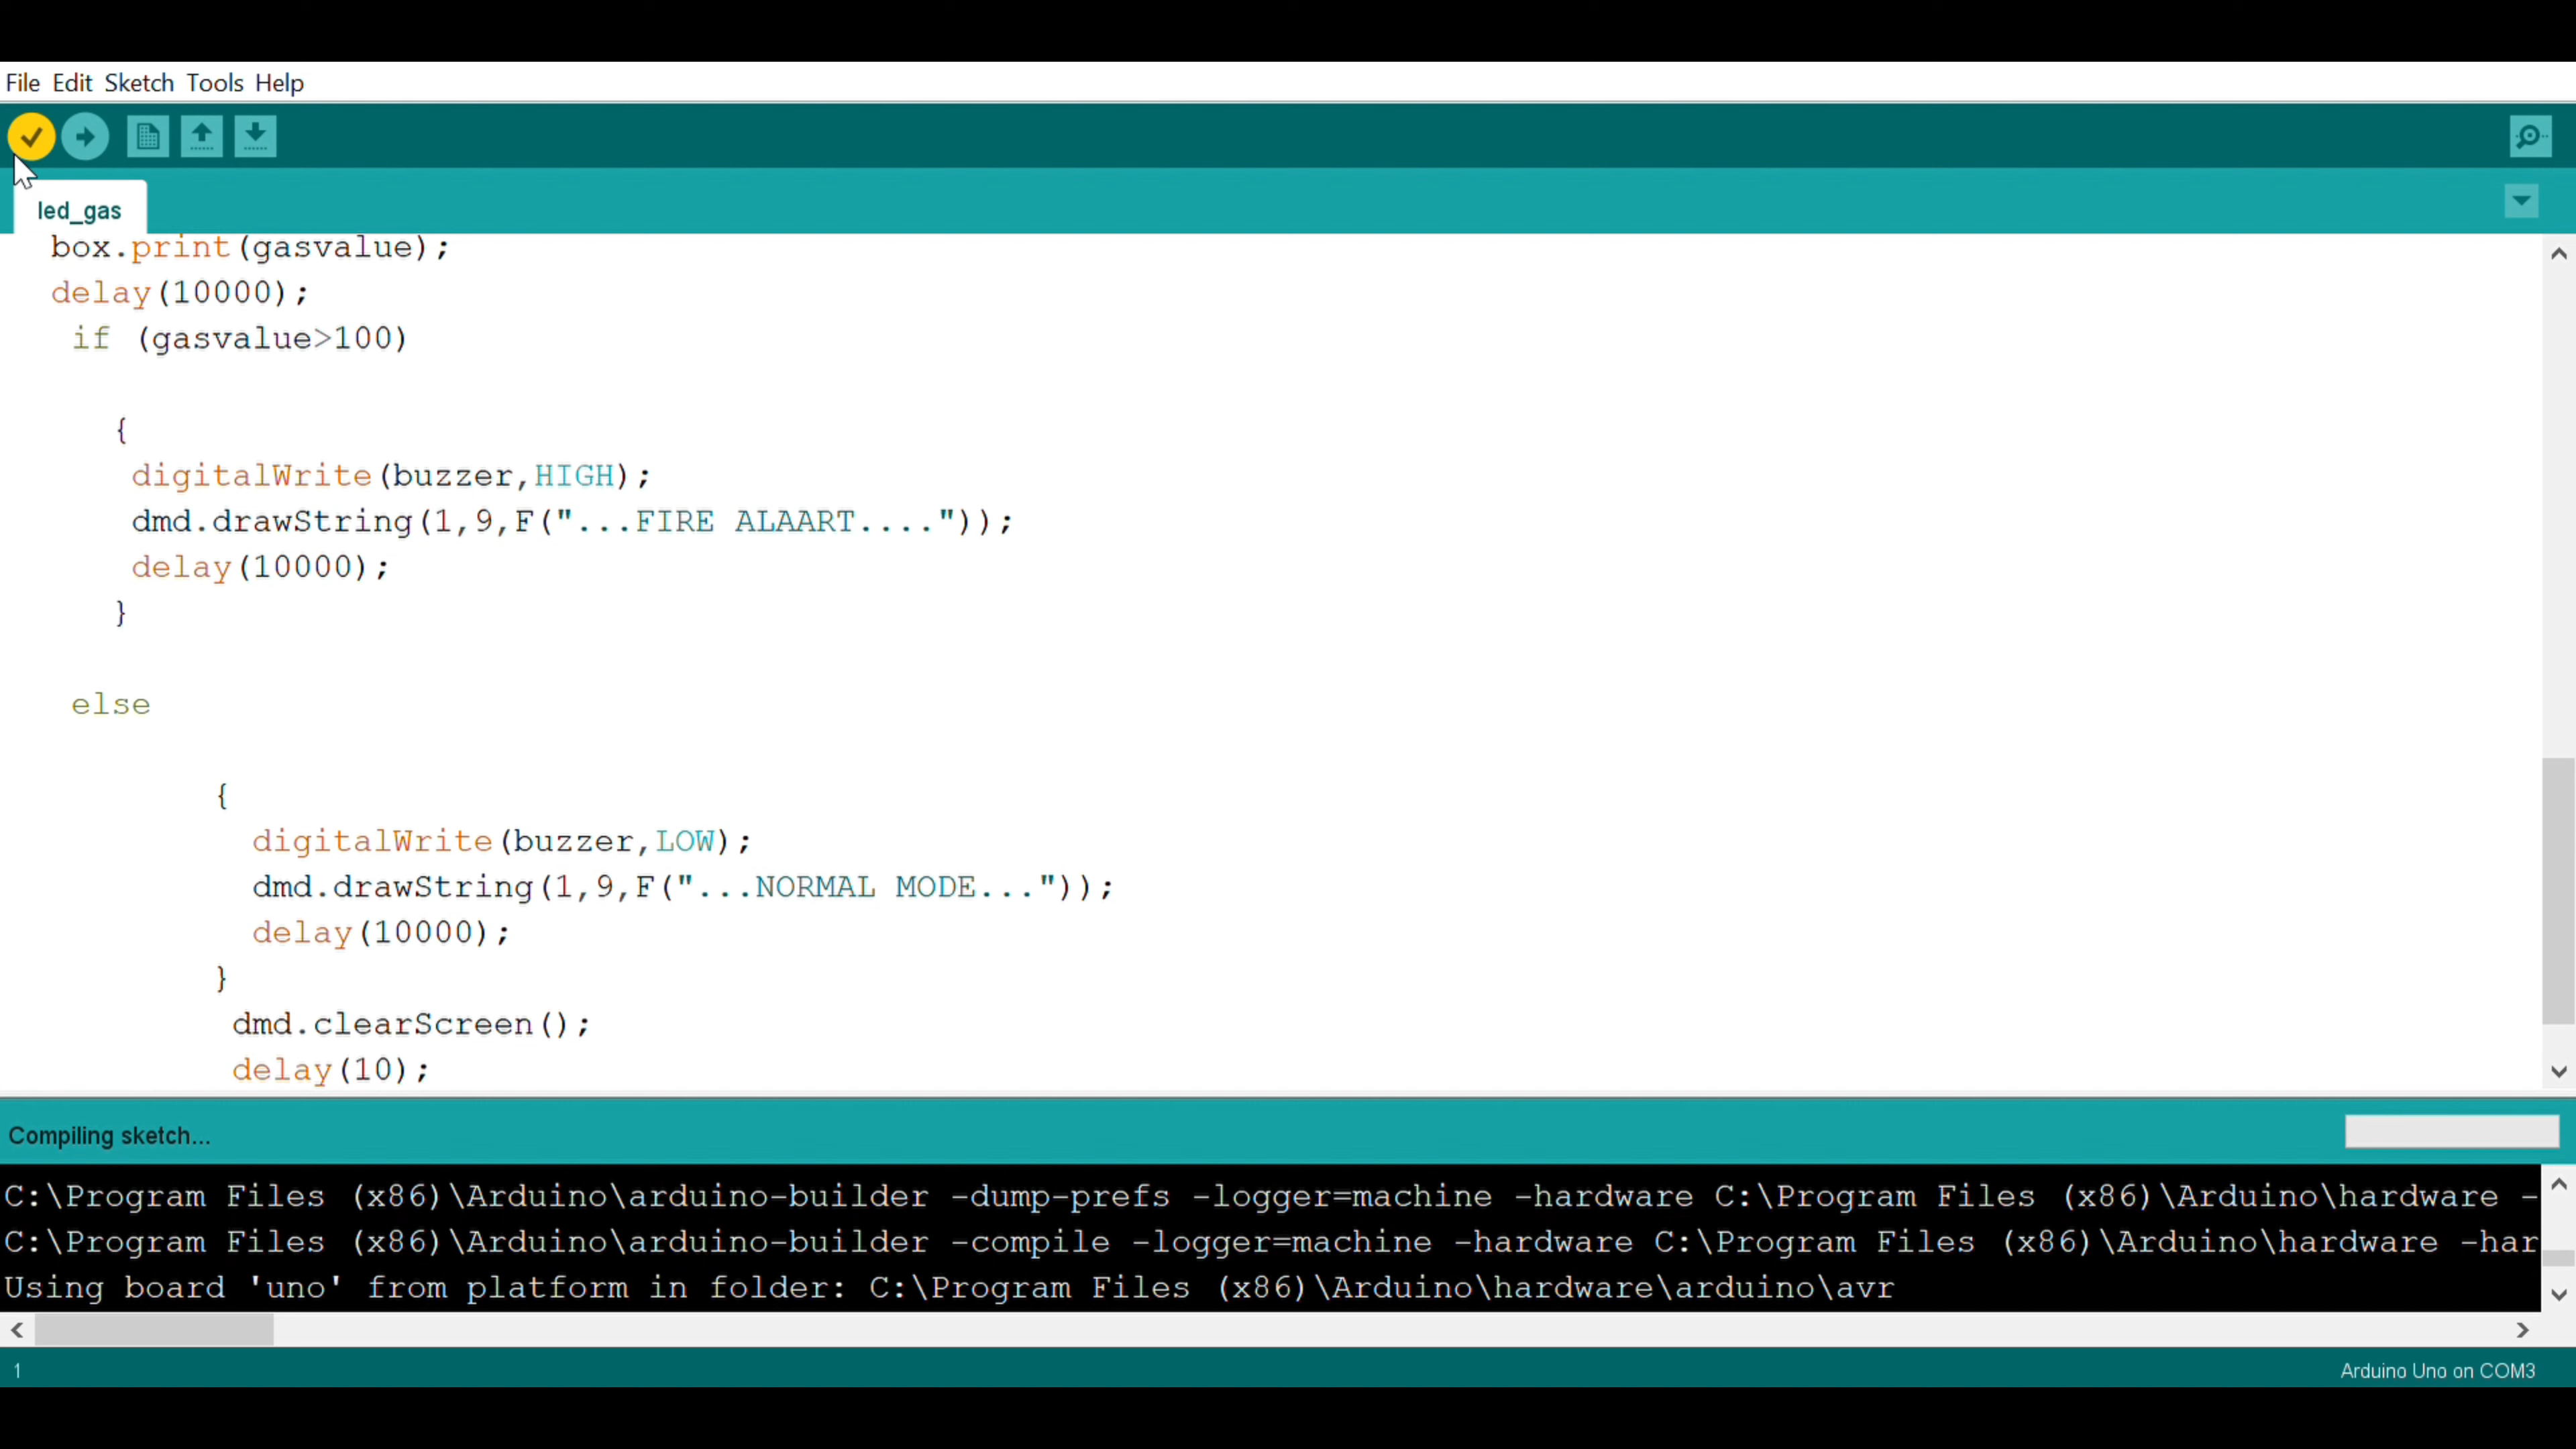 File Edit Sketch Tools Help
led_gas
box.print(gasvalue);
delay(10000);
if (gasvalue>100)
{
digitalWrite(buzzer,HIGH);
dmd.drawString(1,9,F("...FIRE ALAART...."));
delay(10000);
}
else
{
digitalWrite(buzzer,LOW);
dmd.drawString(1,9,F("...NORMAL MODE..."));
delay(10000);
}
dmd.clearScreen();
delay(10);
Compiling sketch...
C:\Program Files (x86)\Arduino\arduino-builder -dump-prefs -logger=machine -hardware C:\Program Files (x86)\Arduino\hardware -
C:\Program Files (x86)\Arduino\arduino-builder -compile -logger=machine -hardware C:\Program Files (x86)\Arduino\hardware -har
Using board 'uno' from platform in folder: C:\Program Files (x86)\Arduino\hardware\arduino\avr
1
Arduino Uno on COM3